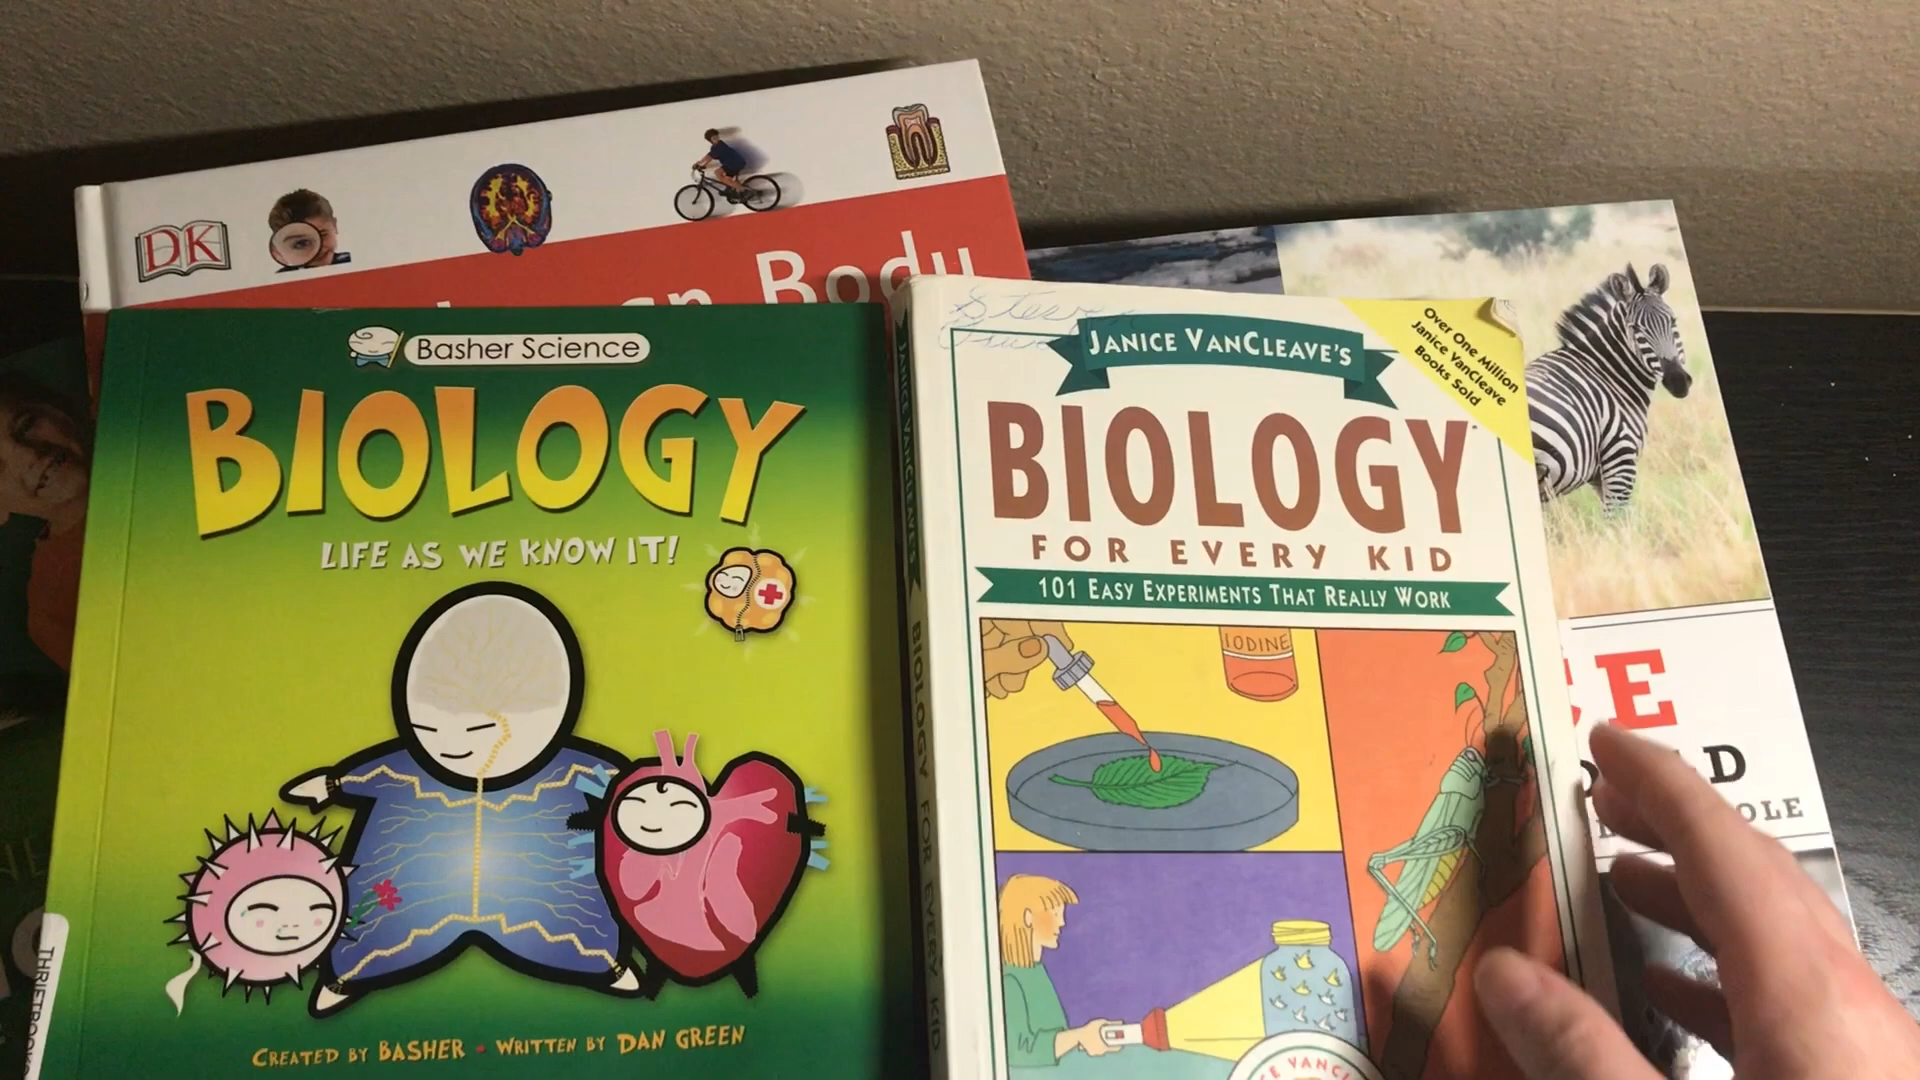 DK
Body
Basher Science
BIOLOGY
LIFE AS WE KNOW IT!
CREATED BY BASHER • WRITTEN BY DAN GREEN
JANICE VANCLEAVE'S
BIOLOGY FOR EVERY KID
JANICE VANCLEAVE'S
Over One Million
Janice VanCleave
Books Sold
BIOLOGY
FOR EVERY KID
101 EASY EXPERIMENTS THAT REALLY WORK
IODINE